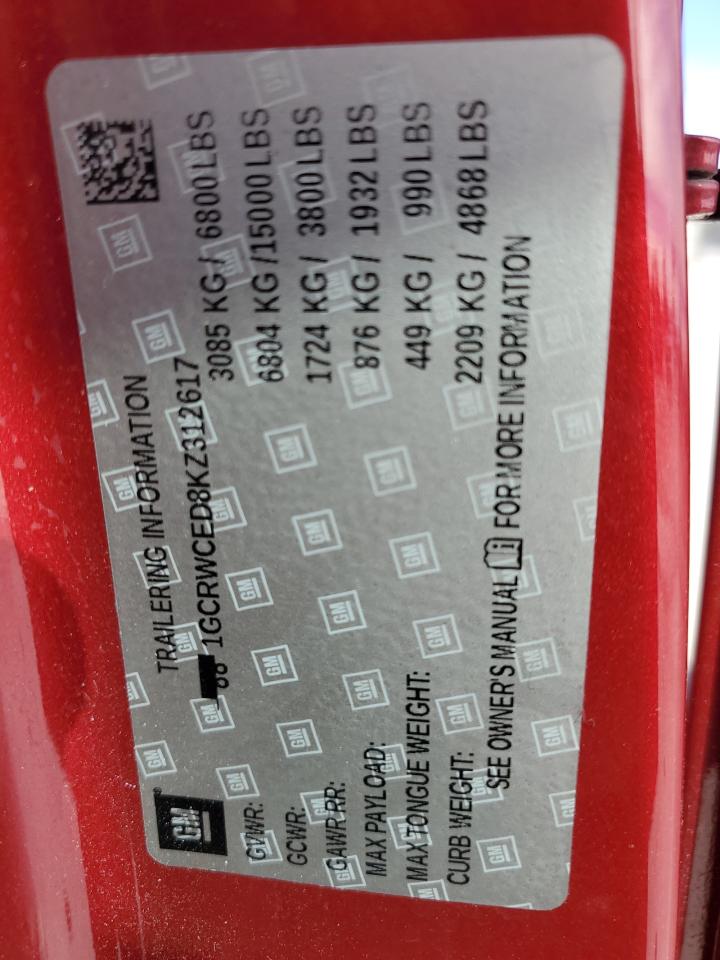 GM
TRAILERING INFORMATION
1GCRWCED8KZ312617
GVWR: 3085 KG / 6800 LBS
GCWR: 6804 KG / 15000 LBS
GAWR RR: 1724 KG / 3800 LBS
MAX PAYLOAD: 876 KG / 1932 LBS
MAX TONGUE WEIGHT: 449 KG / 990 LBS
CURB WEIGHT: 2209 KG / 4868 LBS
SEE OWNER'S MANUAL FOR MORE INFORMATION